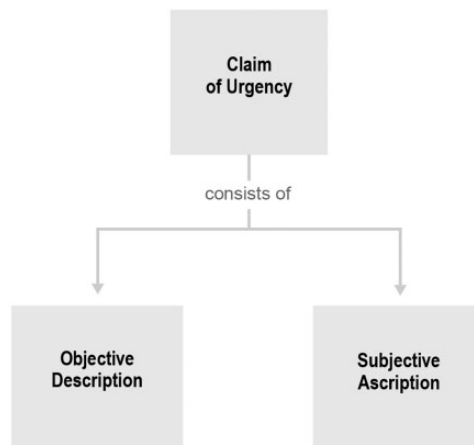 Claim
of Urgency
consists of
Objective
Description
Subjective
Ascription